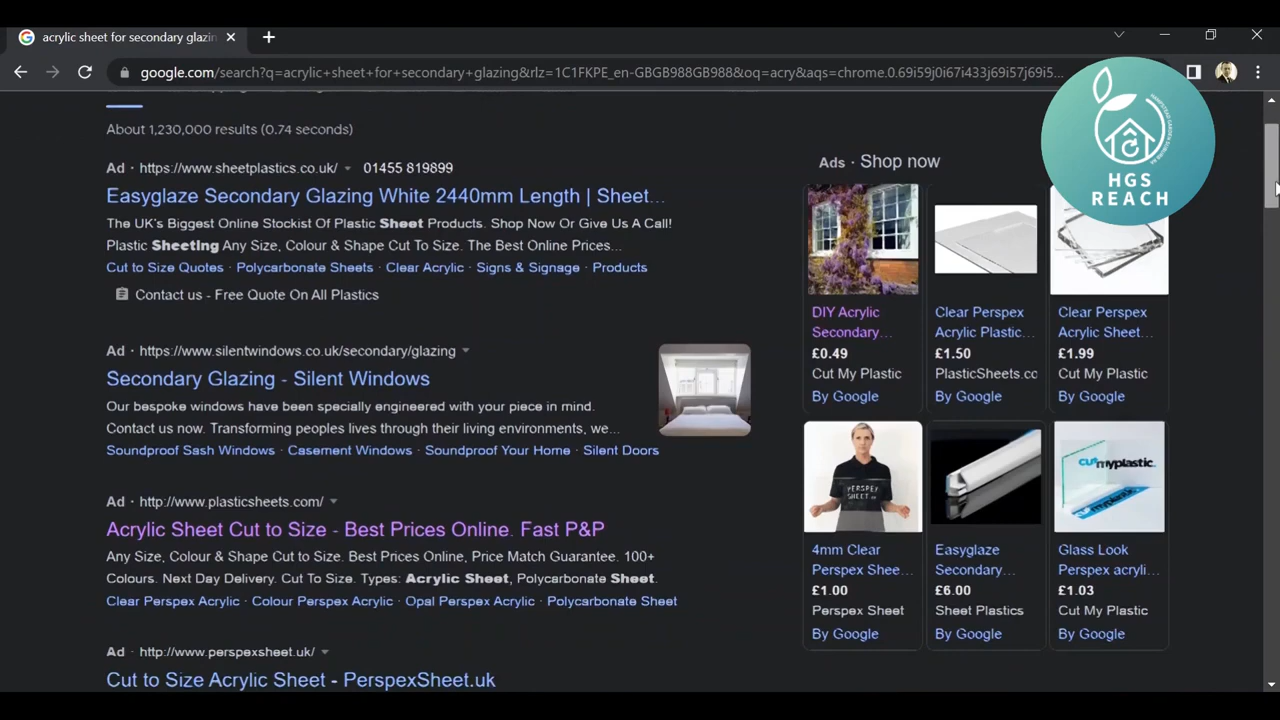 acrylic sheet for secondary glazin
google.com/search?q=acrylic+sheet+for+secondary+glazing&rlz=1C1FKPE_en-GBGB988GB988&oq=acry&aqs=chrome.0.69i59j0i67i433j69i57j69i5...
HAMPSTEAD GARDEN SUBURB RA
HGS
REACH
About 1,230,000 results (0.74 seconds)
Ad · https://www.sheetplastics.co.uk/ 01455 819899
Easyglaze Secondary Glazing White 2440mm Length | Sheet...
The UK's Biggest Online Stockist Of Plastic Sheet Products. Shop Now Or Give Us A Call!
Plastic Sheeting Any Size, Colour & Shape Cut To Size. The Best Online Prices...
Cut to Size Quotes · Polycarbonate Sheets · Clear Acrylic · Signs & Signage · Products
Contact us - Free Quote On All Plastics
Ad · https://www.silentwindows.co.uk/secondary/glazing
Secondary Glazing - Silent Windows
Our bespoke windows have been specially engineered with your piece in mind.
Contact us now. Transforming peoples lives through their living environments, we...
Soundproof Sash Windows · Casement Windows · Soundproof Your Home · Silent Doors
Ad · http://www.plasticsheets.com/
Acrylic Sheet Cut to Size - Best Prices Online. Fast P&P
Any Size, Colour & Shape Cut to Size. Best Prices Online, Price Match Guarantee. 100+
Colours. Next Day Delivery. Cut To Size. Types: Acrylic Sheet, Polycarbonate Sheet.
Clear Perspex Acrylic · Colour Perspex Acrylic · Opal Perspex Acrylic · Polycarbonate Sheet
Ad · http://www.perspexsheet.uk/
Cut to Size Acrylic Sheet - PerspexSheet.uk
Ads · Shop now
DIY Acrylic
Secondary...
£0.49
Cut My Plastic
By Google
Clear Perspex
Acrylic Plastic...
£1.50
PlasticSheets.co
By Google
Clear Perspex
Acrylic Sheet...
£1.99
Cut My Plastic
By Google
PERSPEX
SHEET.UK
4mm Clear
Perspex Shee...
£1.00
Perspex Sheet
By Google
Easyglaze
Secondary...
£6.00
Sheet Plastics
By Google
cutmyplastic.
Glass Look
Perspex acryli...
£1.03
Cut My Plastic
By Google